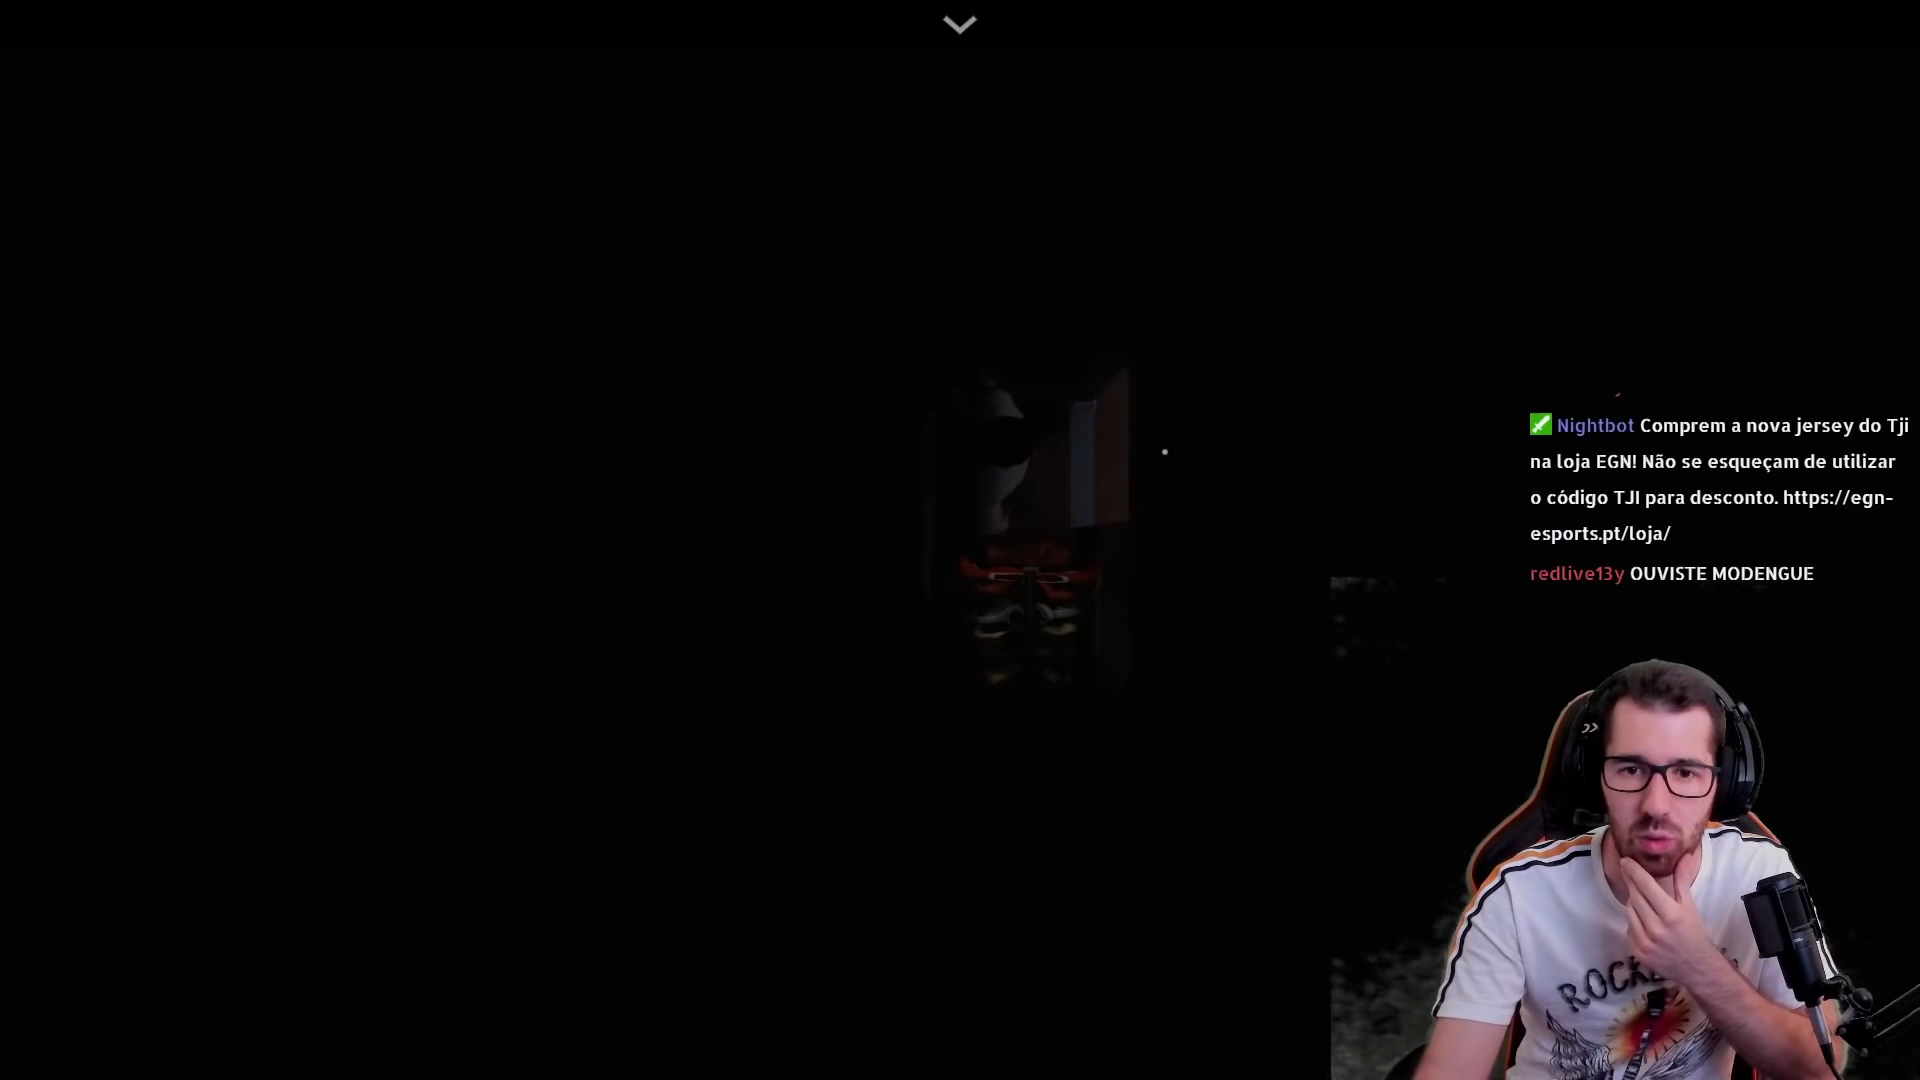 Nightbot Comprem a nova jersey do Tji
na loja EGN! Não se esqueçam de utilizar
o código TJI para desconto. https://egn-
esports.pt/loja/
redlive13y OUVISTE MODENGUE